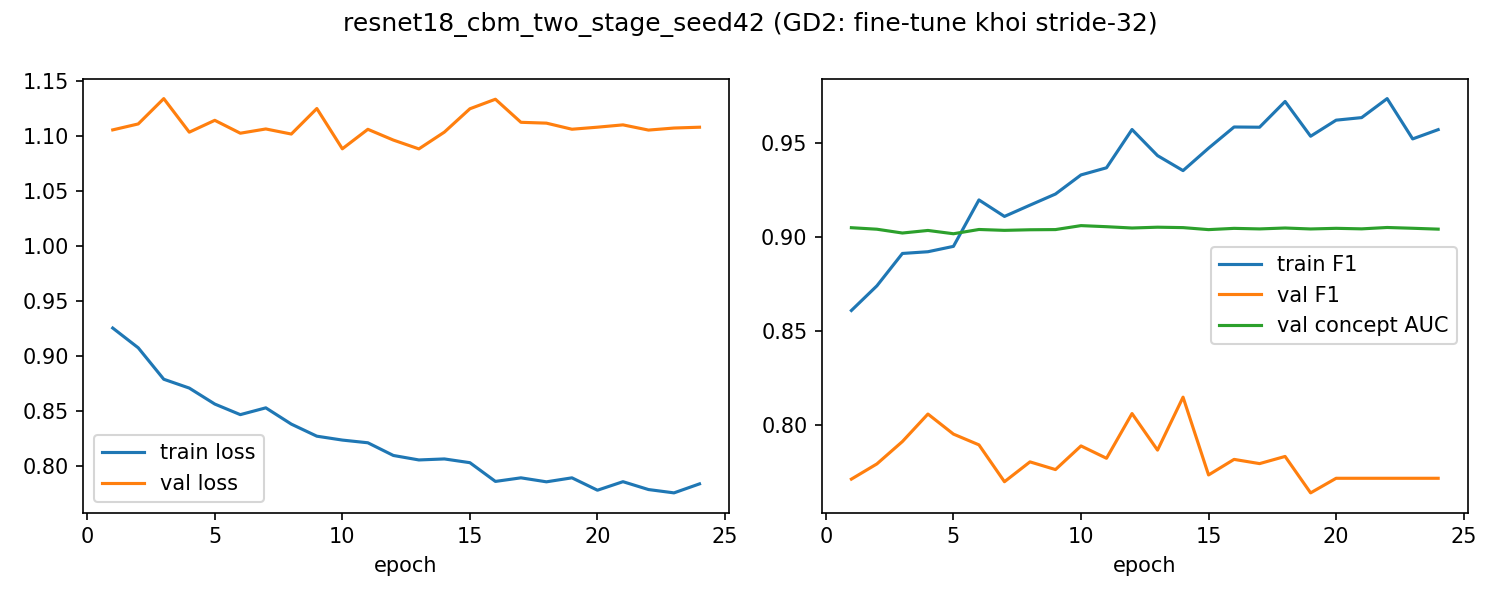 resnet18_cbm_two_stage_seed42 (GD2: fine-tune khoi stride-32)
1.15
1.10
1.05
1.00
0.95
0.90
0.85
0.80
train loss
val loss
0 5 10 15 20 25
epoch
0.95
0.90
0.85
0.80
train F1
val F1
val concept AUC
0 5 10 15 20 25
epoch